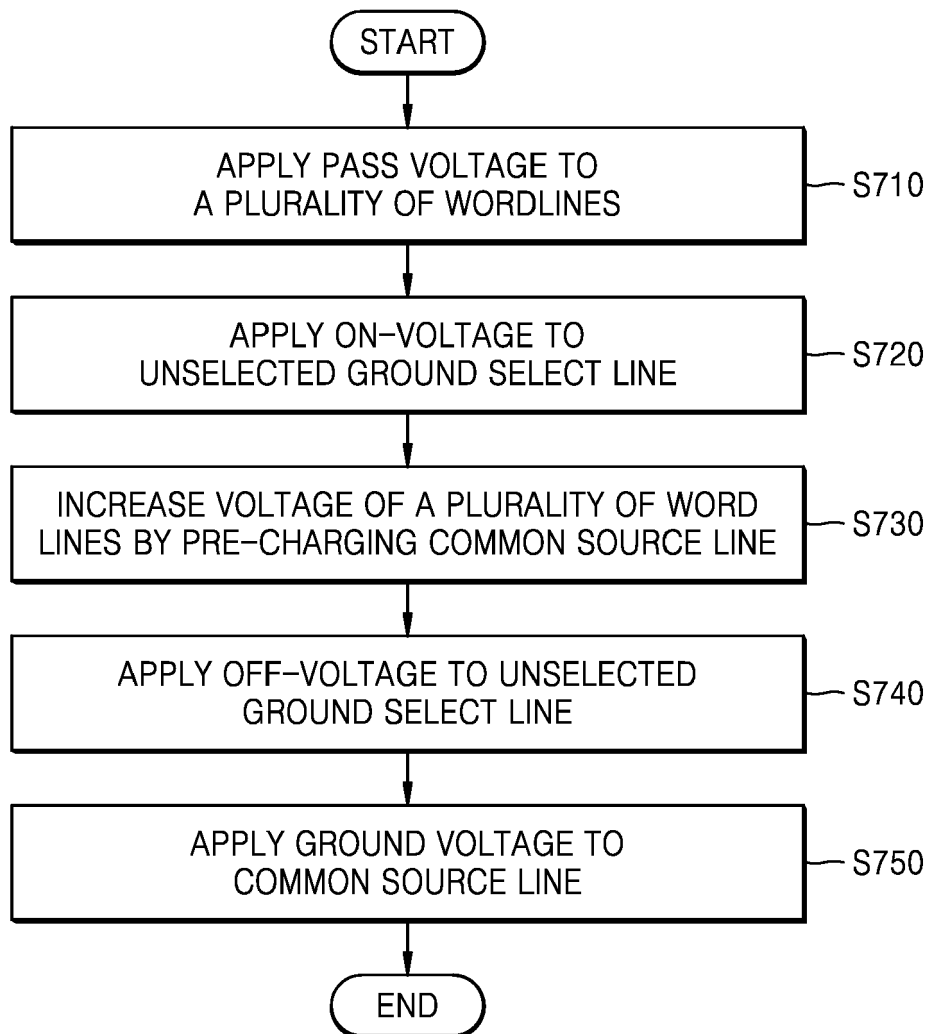 START
APPLY PASS VOLTAGE TO
A PLURALITY OF WORDLINES
S710
APPLY ON-VOLTAGE TO
UNSELECTED GROUND SELECT LINE
S720
INCREASE VOLTAGE OF A PLURALITY OF WORD
LINES BY PRE-CHARGING COMMON SOURCE LINE
S730
APPLY OFF-VOLTAGE TO UNSELECTED
GROUND SELECT LINE
S740
APPLY GROUND VOLTAGE TO
COMMON SOURCE LINE
S750
END